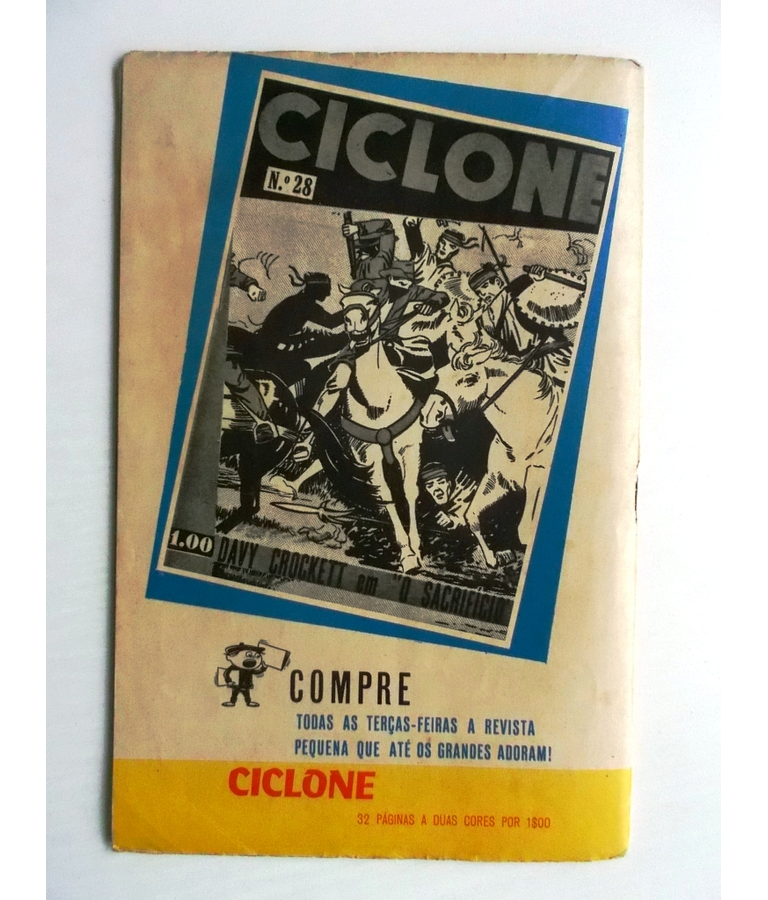 CICLONE
N.º 28
1.00
DAVY CROCKETT em "O SACRIFÍCIO
COMPRE
TODAS AS TERÇAS-FEIRAS A REVISTA
PEQUENA QUE ATÉ OS GRANDES ADORAM!
CICLONE
32 PÁGINAS A DUAS CORES POR 1$00